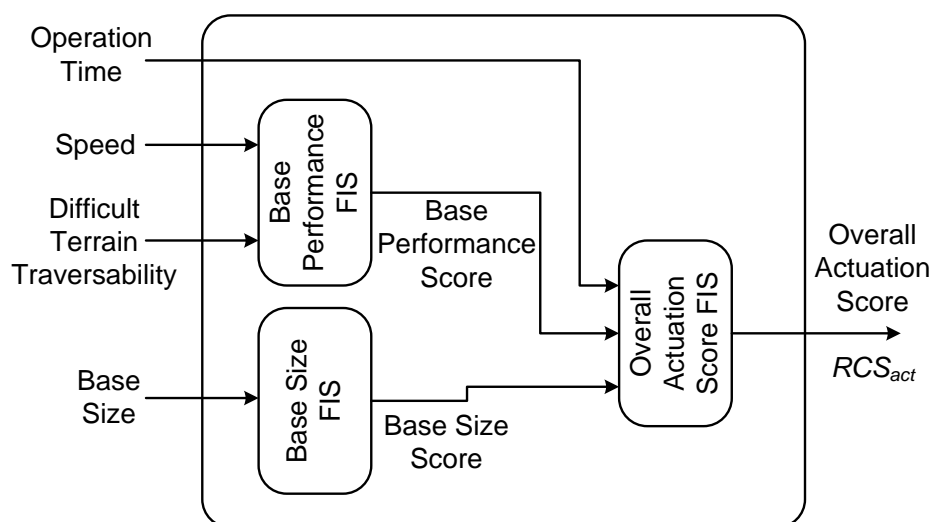 Operation
Time
Speed
Difficult
Terrain
Traversability
Base
Size
Base
Performance
FIS
Base
Performance
Score
Base Size
FIS
Base Size
Score
Overall
Actuation
Score FIS
Overall
Actuation
Score
RCSact